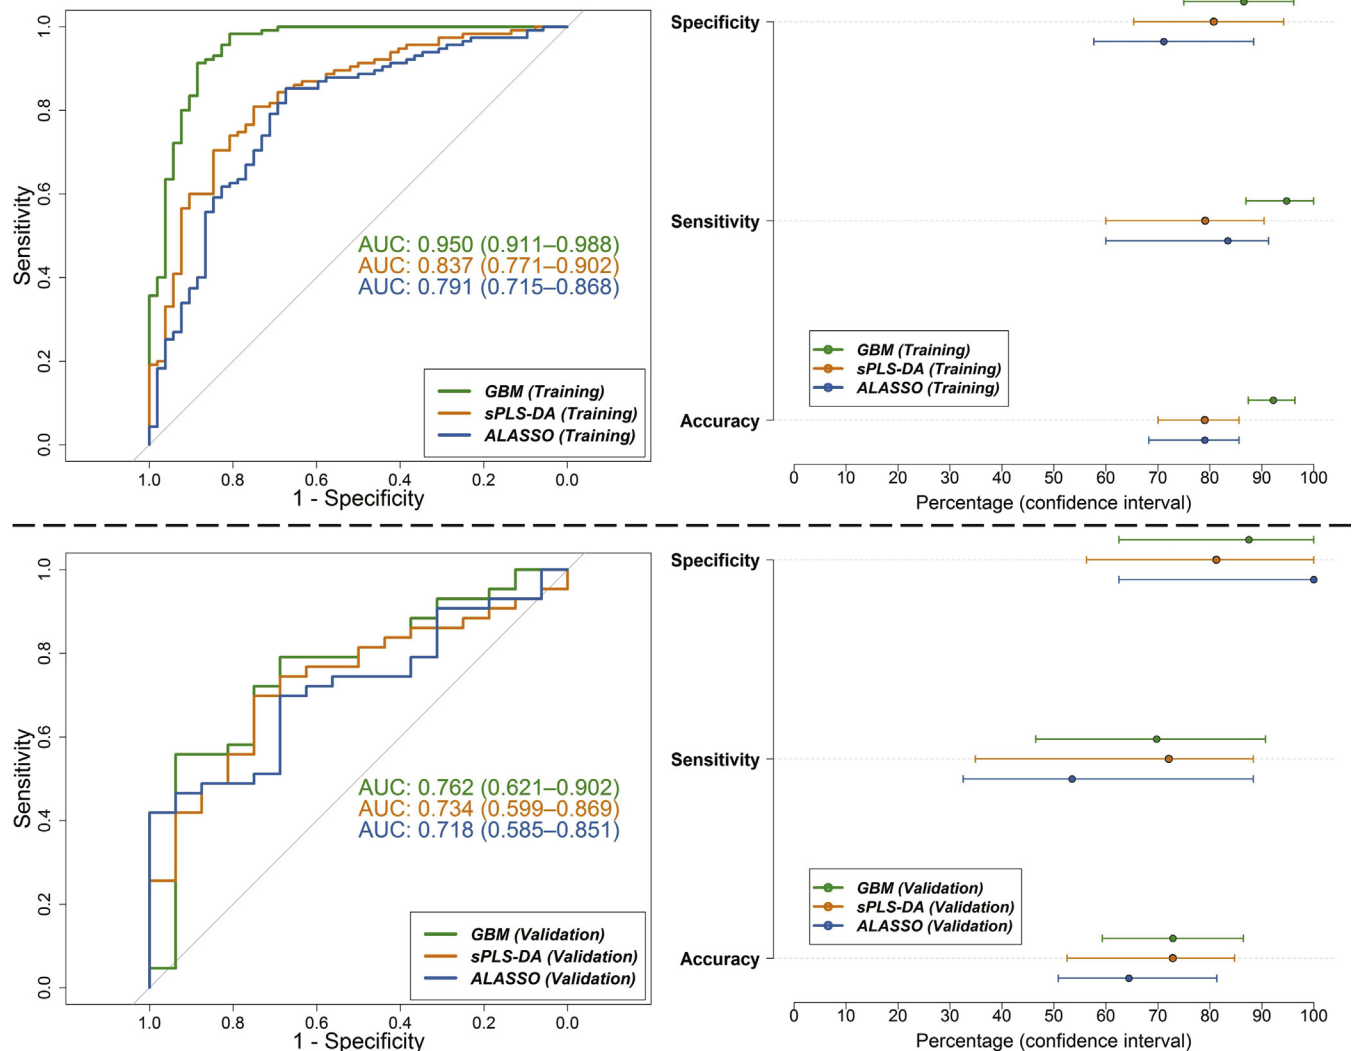 1.0
0.8
0.6
0.4
0.2
0.0
Sensitivity
AUC: 0.950 (0.911–0.988)
AUC: 0.837 (0.771–0.902)
AUC: 0.791 (0.715–0.868)
GBM (Training)
sPLS-DA (Training)
ALASSO (Training)
1.0 0.8 0.6 0.4 0.2 0.0
1 - Specificity
Specificity
Sensitivity
Accuracy
GBM (Training)
sPLS-DA (Training)
ALASSO (Training)
0 10 20 30 40 50 60 70 80 90 100
Percentage (confidence interval)
1.0
0.8
0.6
0.4
0.2
0.0
Sensitivity
AUC: 0.762 (0.621–0.902)
AUC: 0.734 (0.599–0.869)
AUC: 0.718 (0.585–0.851)
GBM (Validation)
sPLS-DA (Validation)
ALASSO (Validation)
1.0 0.8 0.6 0.4 0.2 0.0
1 - Specificity
Specificity
Sensitivity
Accuracy
GBM (Validation)
sPLS-DA (Validation)
ALASSO (Validation)
0 10 20 30 40 50 60 70 80 90 100
Percentage (confidence interval)